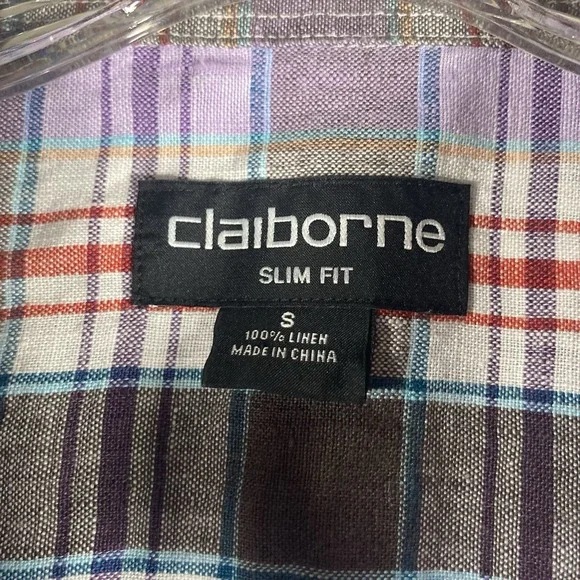 claiborne
SLIM FIT
S
100% LINEN
MADE IN CHINA